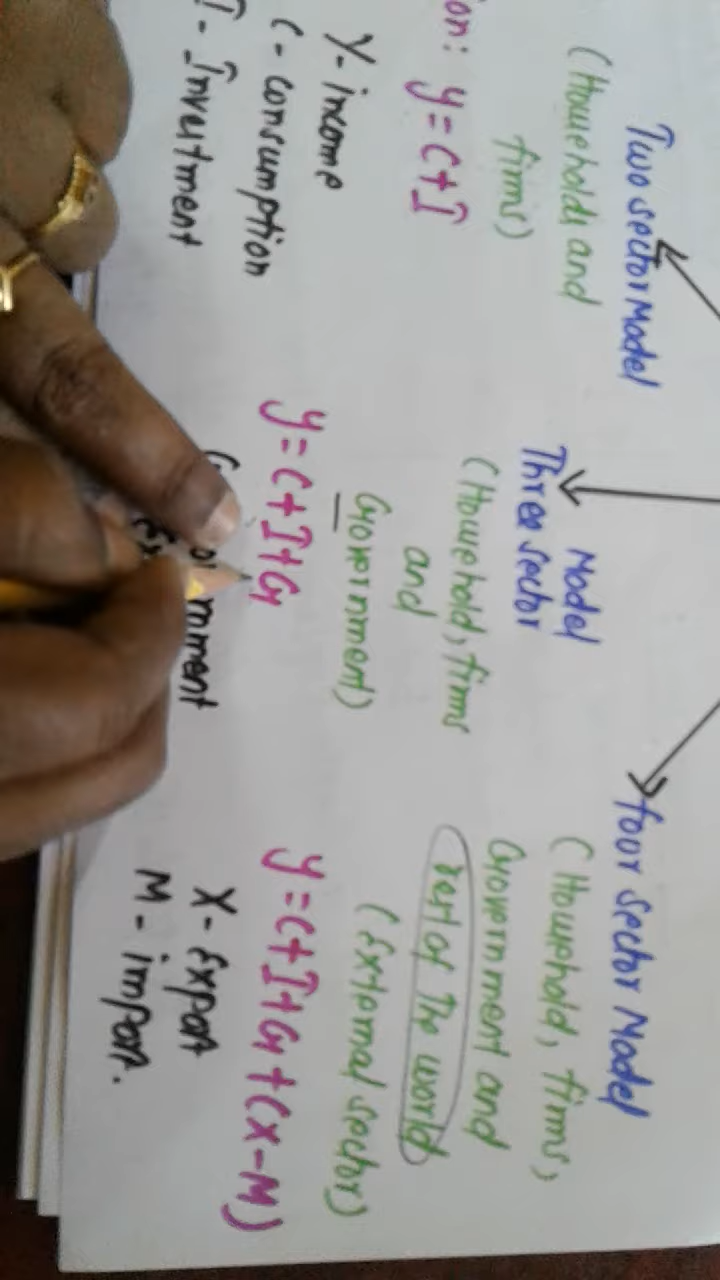 Two sector Model
(Households and
firms)
on: y = C + I
Y - income
C - consumption
I - Investment
Three sector
Model
(Household, firms
and
Government)
y = C + I + G
rnment
four sector Model
(Household, firms,
Government and
rest of The world
(External sector)
y = C + I + G + (X - M)
X - Export
M - import.